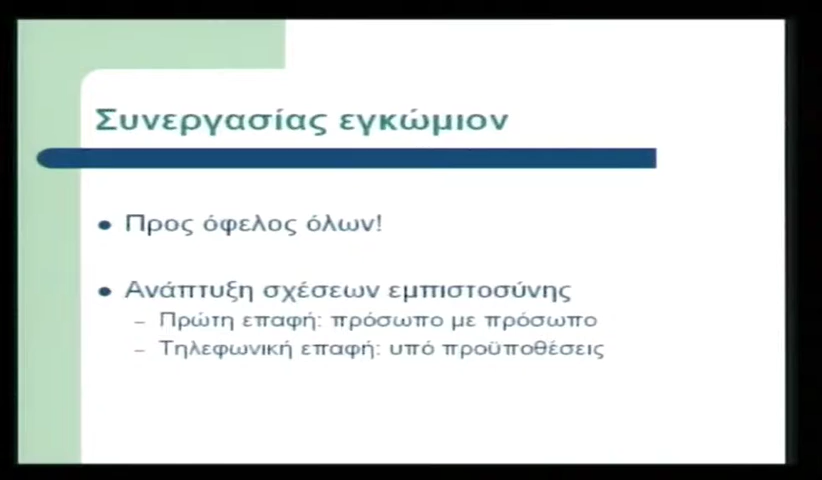 Συνεργασίας εγκώμιον
● Προς όφελος όλων!
● Ανάπτυξη σχέσεων εμπιστοσύνης
– Πρώτη επαφή: πρόσωπο με πρόσωπο
– Τηλεφωνική επαφή: υπό προϋποθέσεις